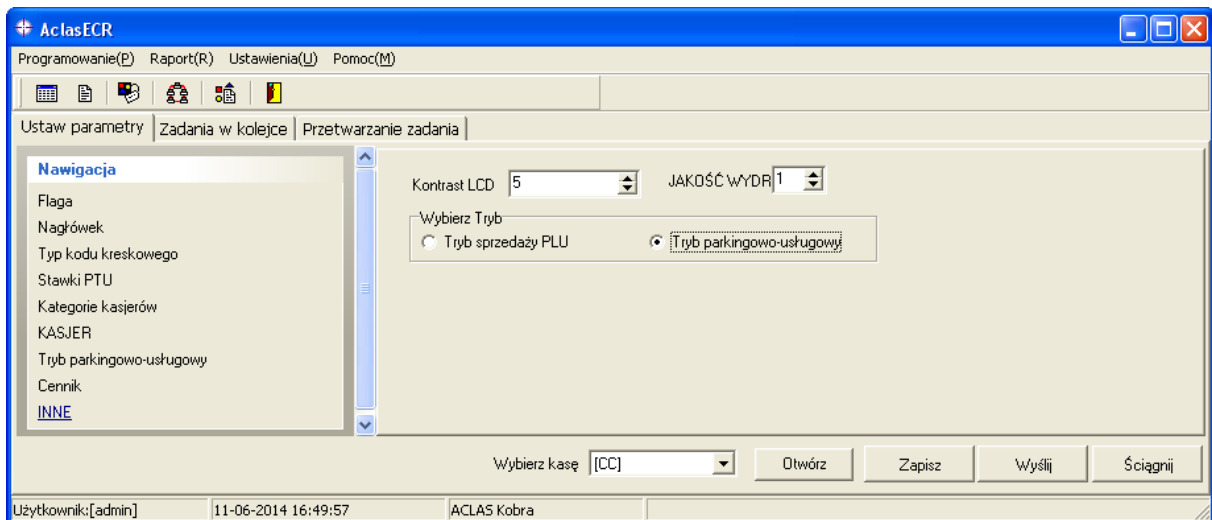 AclasECR
Programowanie(P) Raport(R) Ustawienia(U) Pomoc(M)
Ustaw parametry Zadania w kolejce Przetwarzanie zadania
Nawigacja
Flaga
Nagłówek
Typ kodu kreskowego
Stawki PTU
Kategorie kasjerów
KASJER
Tryb parkingowo-usługowy
Cennik
INNE
Kontrast LCD 5 JAKOŚĆ WYDR 1
Wybierz Tryb
Tryb sprzedaży PLU Tryb parkingowo-usługowy
Wybierz kasę [CC] Otwórz Zapisz Wyślij Ściągnij
Użytkownik:[admin] 11-06-2014 16:49:57 ACLAS Kobra